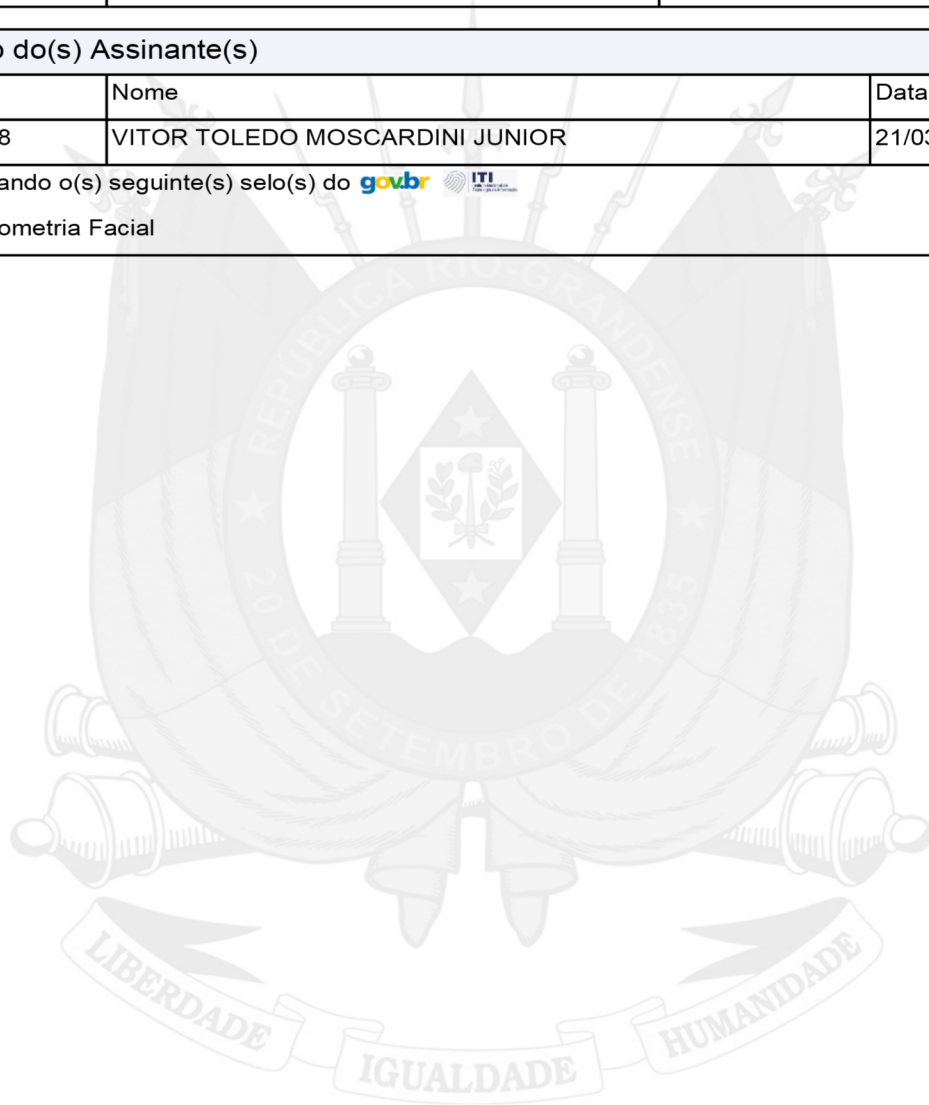 o do(s) Assinante(s)
Nome
Data
8
VITOR TOLEDO MOSCARDINI JUNIOR
21/03
ando o(s) seguinte(s) selo(s) do gov.br ITI
ometria Facial
REPÚBLICA RIO-GRANDENSE
20 DE SETEMBRO DE 1835
LIBERDADE
IGUALDADE
HUMANIDADE